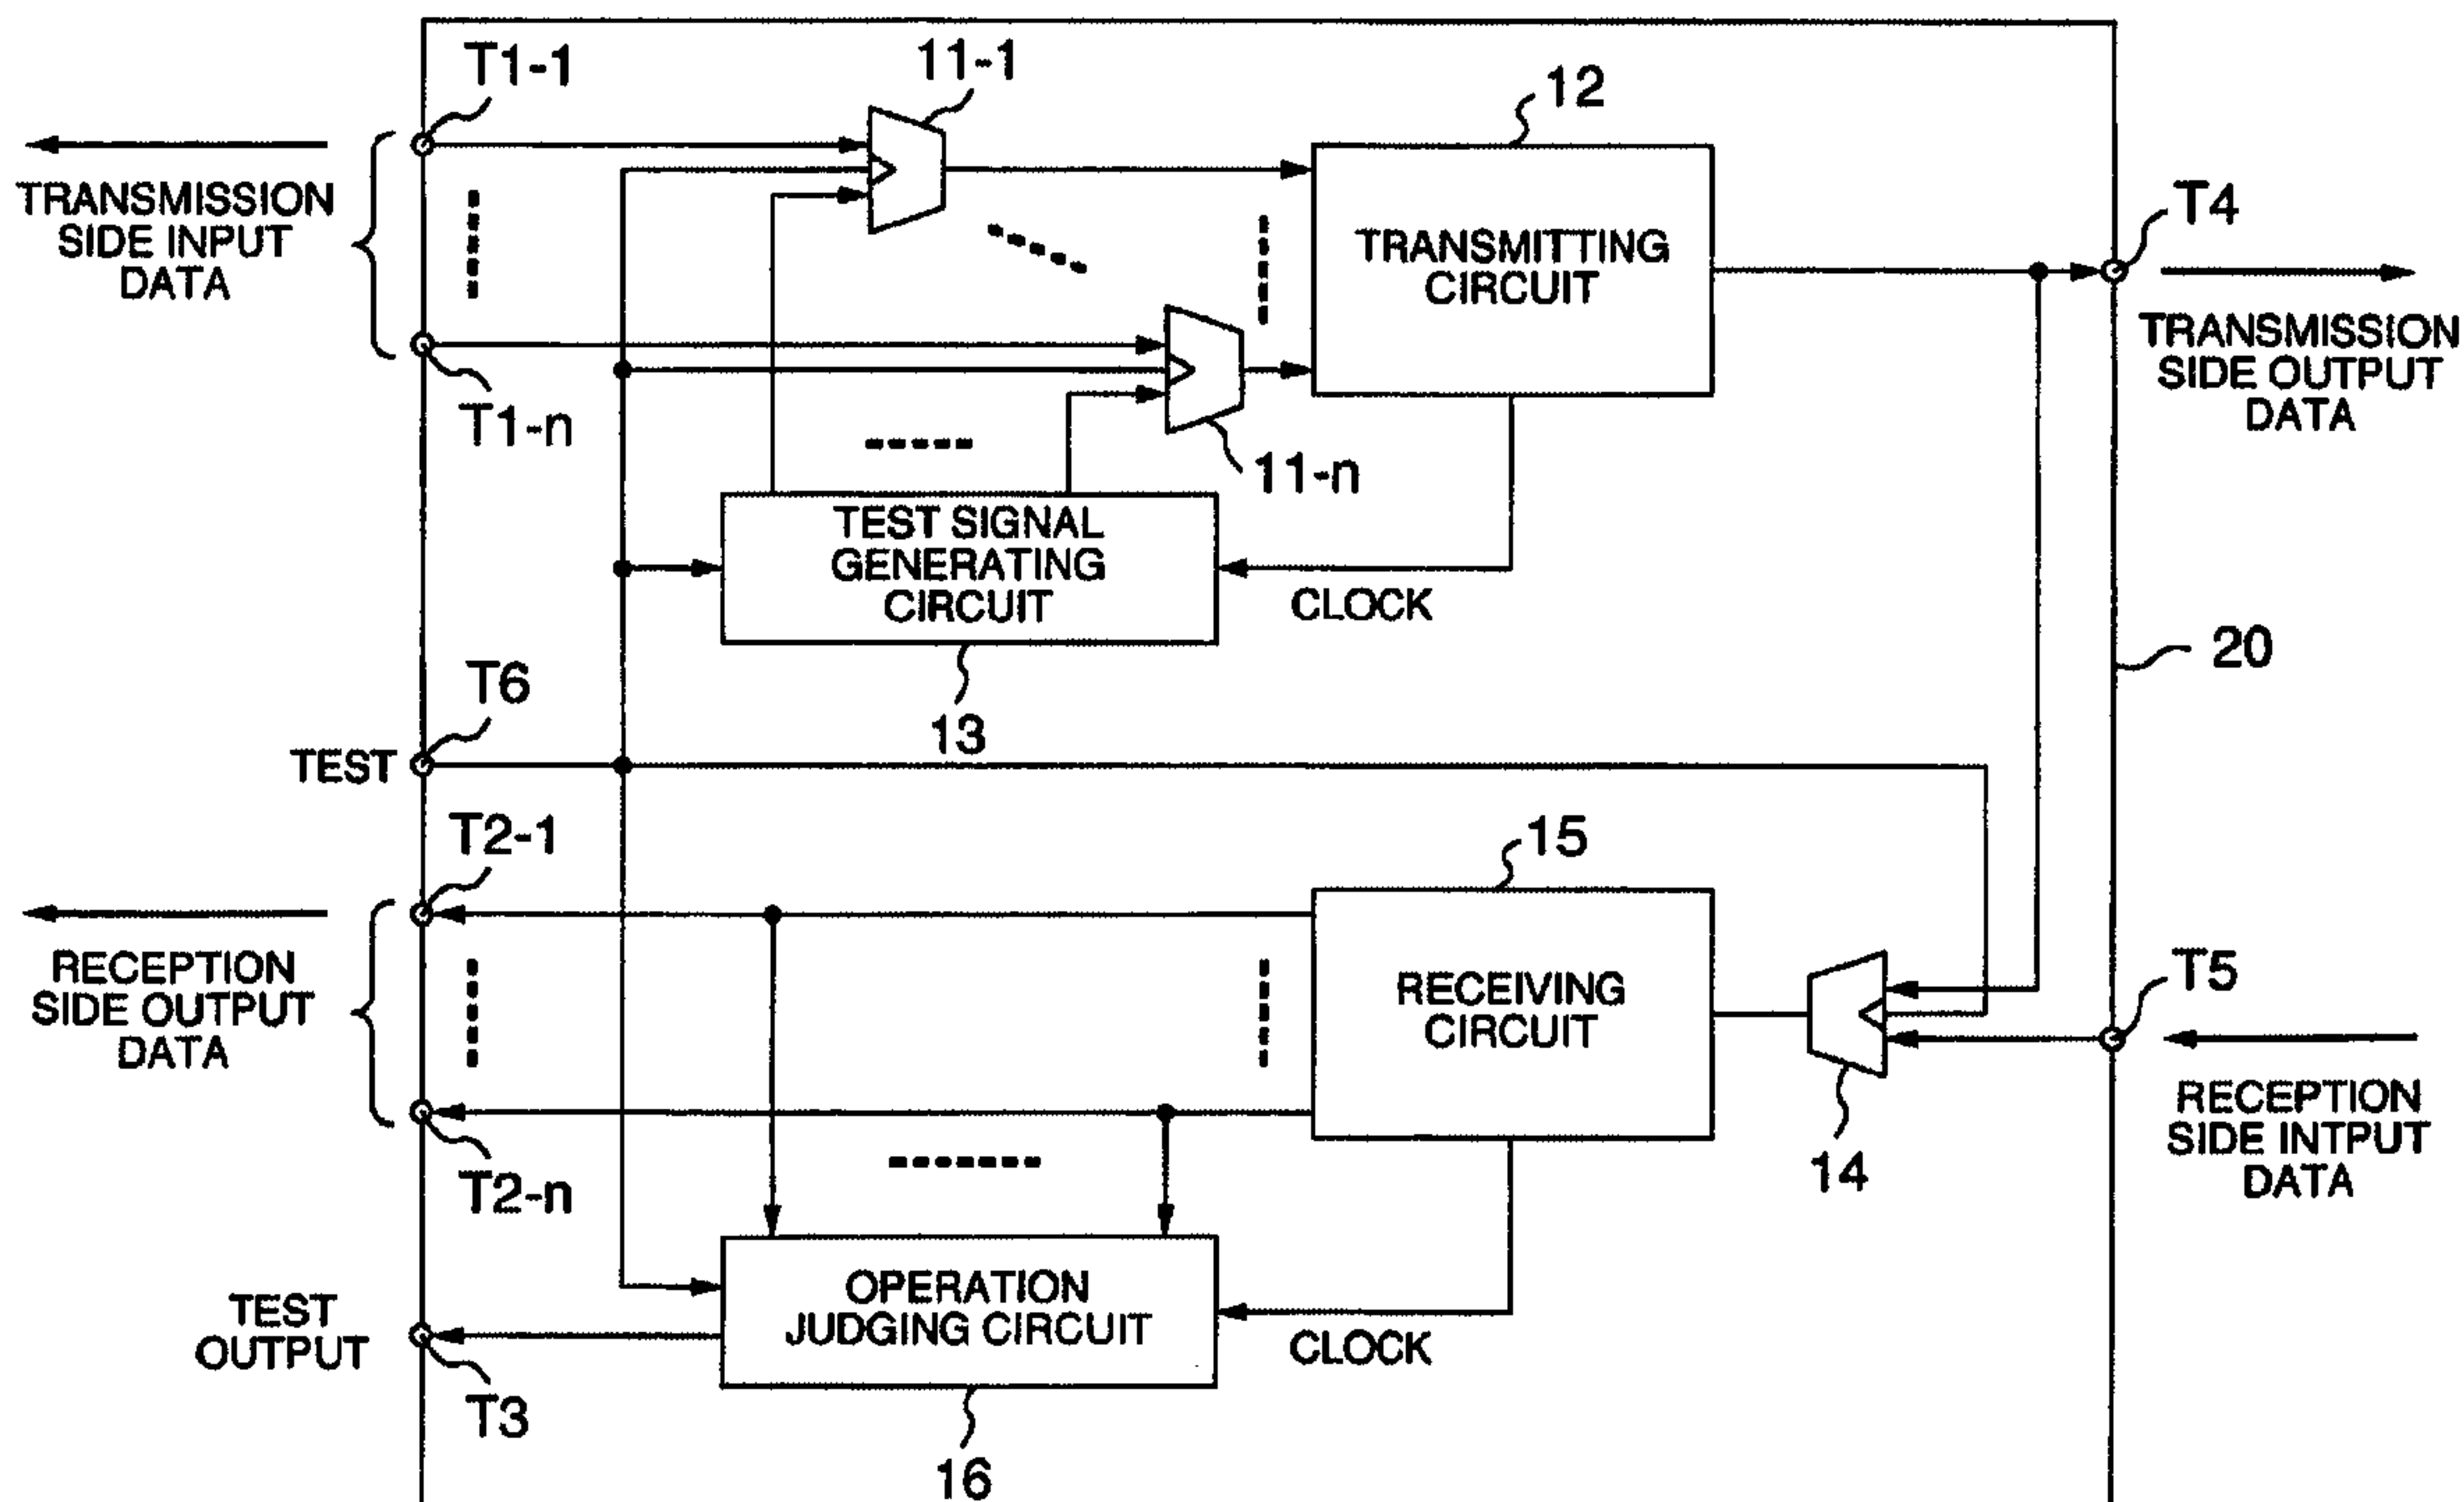 T1-1
11-1
12
TRANSMISSION
SIDE INPUT
DATA
TRANSMITTING
CIRCUIT
T4
TRANSMISSION
SIDE OUTPUT
DATA
T1-n
11-n
TEST SIGNAL
GENERATING
CIRCUIT
CLOCK
13
20
T6
TEST
T2-1
15
RECEPTION
SIDE OUTPUT
DATA
RECEIVING
CIRCUIT
T5
14
RECEPTION
SIDE INTPUT
DATA
T2-n
OPERATION
JUDGING CIRCUIT
CLOCK
TEST
OUTPUT
T3
16